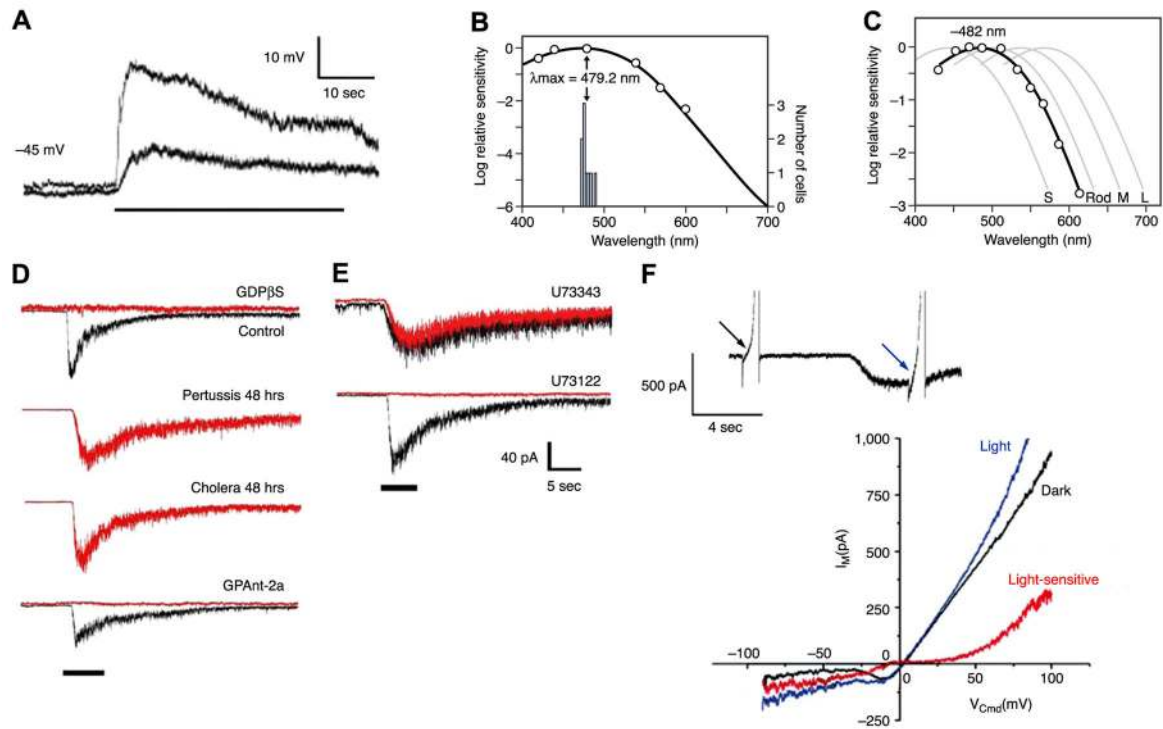 A
10 mV
10 sec
–45 mV
B
Log relative sensitivity
0
–2
–4
–6
λmax = 479.2 nm
3
2
1
0
Number of cells
400
500
600
700
Wavelength (nm)
C
–482 nm
Log relative sensitivity
0
–1
–2
–3
S
Rod
M
L
400
500
600
700
Wavelength (nm)
D
GDPβS
Control
Pertussis 48 hrs
Cholera 48 hrs
GPAnt-2a
E
U73343
U73122
40 pA
5 sec
F
500 pA
4 sec
1,000
750
500
250
0
–250
I_M(pA)
Light
Dark
Light-sensitive
–100
–50
0
50
100
V_Cmd(mV)